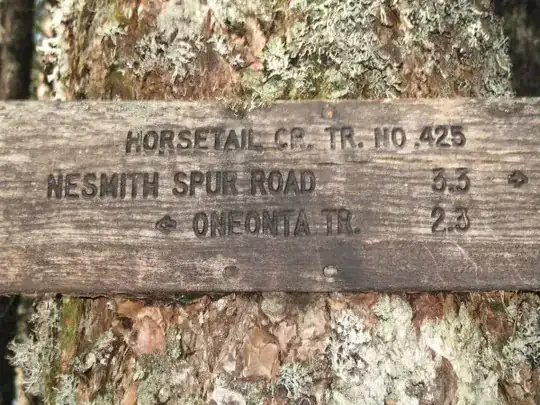 HORSETAIL CR. TR. NO.425
NESMITH SPUR ROAD 3.3 →
← ONEONTA TR. 2.3